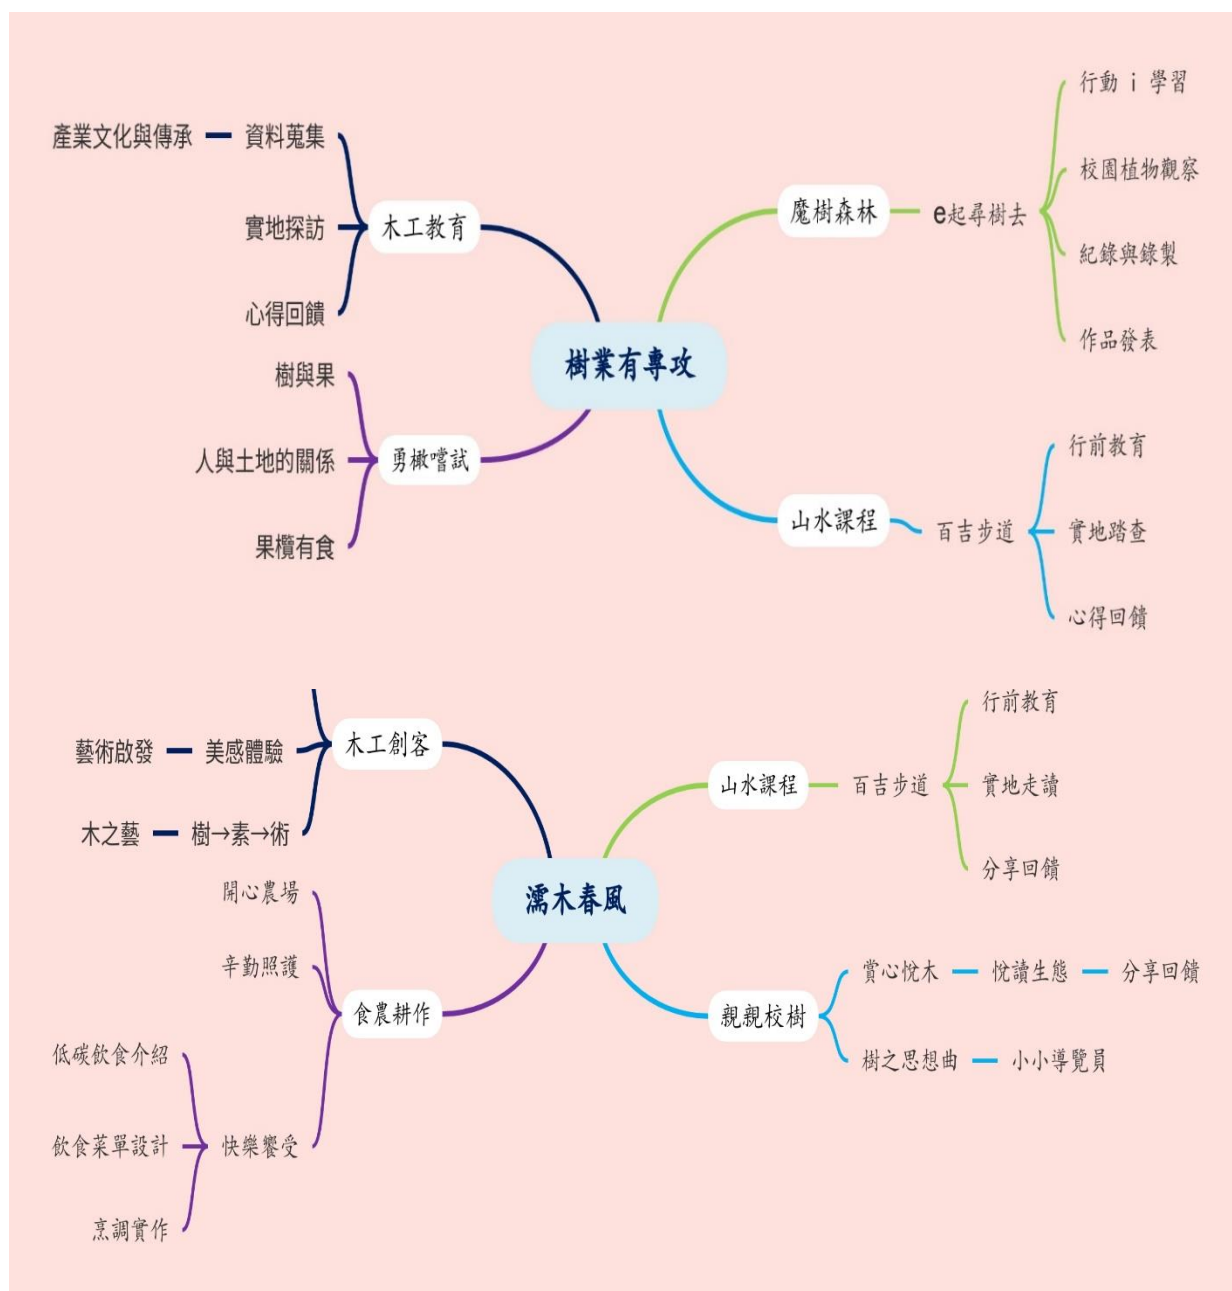 樹業有專攻
木工教育
資料蒐集
產業文化與傳承
實地探訪
心得回饋
勇橄嚐試
樹與果
人與土地的關係
果欖有食
魔樹森林
e起尋樹去
行動 i 學習
校園植物觀察
紀錄與錄製
作品發表
山水課程
百吉步道
行前教育
實地踏查
心得回饋
濡木春風
木工創客
美感體驗
藝術啟發
樹→素→術
木之藝
食農耕作
開心農場
辛勤照護
快樂饗受
低碳飲食介紹
飲食菜單設計
烹調實作
山水課程
百吉步道
行前教育
實地走讀
分享回饋
親親校樹
賞心悅木
悅讀生態
分享回饋
樹之思想曲
小小導覽員